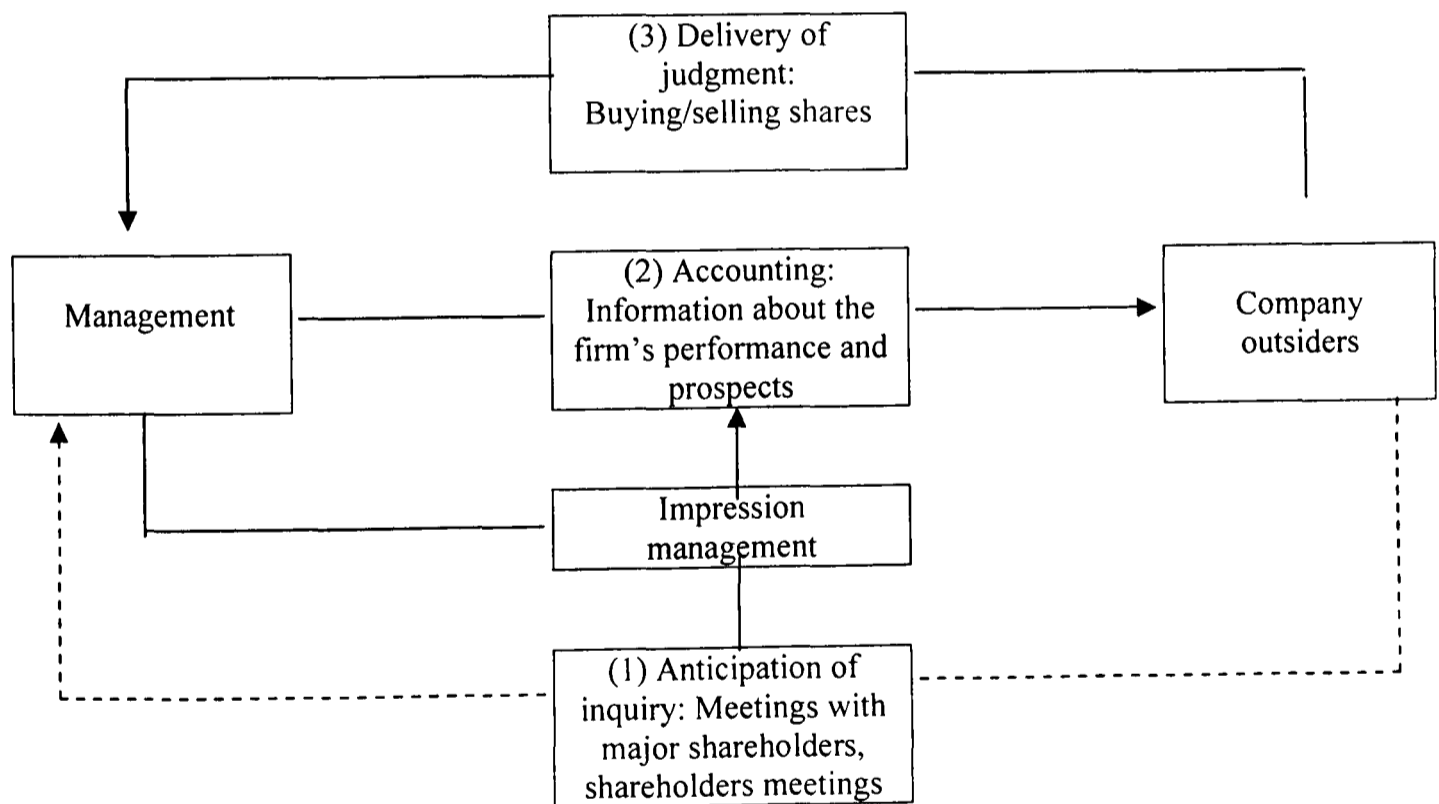 (3) Delivery of
judgment:
Buying/selling shares
Management
(2) Accounting:
Information about the
firm's performance and
prospects
Company
outsiders
Impression
management
(1) Anticipation of
inquiry: Meetings with
major shareholders,
shareholders meetings